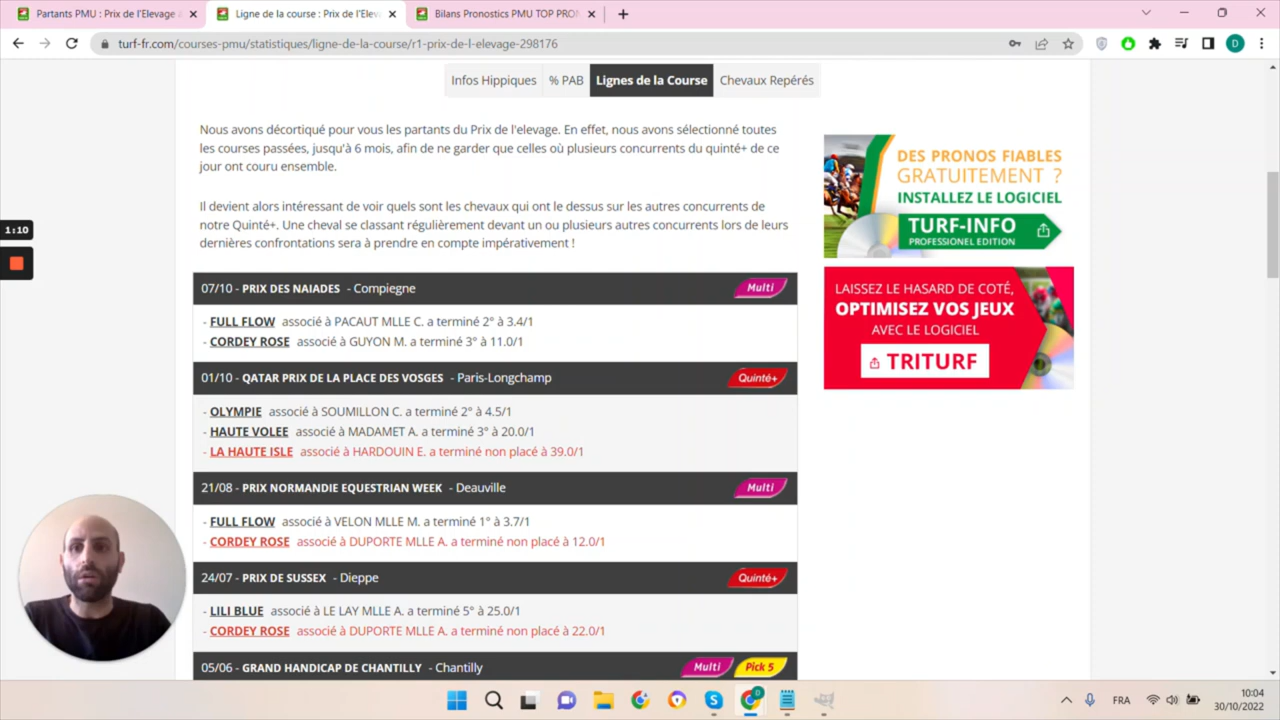 Partants PMU : Prix de l'Elevage
Ligne de la course : Prix de l'Elev
Bilans Pronostics PMU TOP PRON
turf-fr.com/courses-pmu/statistiques/ligne-de-la-course/r1-prix-de-l-elevage-298176
D
Infos Hippiques
% PAB
Lignes de la Course
Chevaux Repérés
Nous avons décortiqué pour vous les partants du Prix de l'elevage. En effet, nous avons sélectionné toutes
les courses passées, jusqu'à 6 mois, afin de ne garder que celles où plusieurs concurrents du quinté+ de ce
jour ont couru ensemble.
Il devent alors intéressant de voir quels sont les chevaux qui ont le dessus sur les autres concurrents de
notre Quinté+. Une cheval se classant régulièrement devant un ou plusieurs autres concurrents lors de leurs
dernières confrontations sera à prendre en compte impérativement !
07/10 - PRIX DES NAIADES - Compiegne Multi
- FULL FLOW associé à PACAUT MLLE C. a terminé 2° à 3.4/1
- CORDEY ROSE associé à GUYON M. a terminé 3° à 11.0/1
01/10 - QATAR PRIX DE LA PLACE DES VOSGES - Paris-Longchamp Quinté+
- OLYMPIE associé à SOUMILLON C. a terminé 2° à 4.5/1
- HAUTE VOLEE associé à MADAMET A. a terminé 3° à 20.0/1
- LA HAUTE ISLE associé à HARDOUIN E. a terminé non placé à 39.0/1
21/08 - PRIX NORMANDIE EQUESTRIAN WEEK - Deauville Multi
- FULL FLOW associé à VELON MLLE M. a terminé 1° à 3.7/1
- CORDEY ROSE associé à DUPORTE MLLE A. a terminé non placé à 12.0/1
24/07 - PRIX DE SUSSEX - Dieppe Quinté+
- LILI BLUE associé à LE LAY MLLE A. a terminé 5° à 25.0/1
- CORDEY ROSE associé à DUPORTE MLLE A. a terminé non placé à 22.0/1
05/06 - GRAND HANDICAP DE CHANTILLY - Chantilly Multi Pick 5
DES PRONOS FIABLES
GRATUITEMENT ?
INSTALLEZ LE LOGICIEL
TURF-INFO
PROFESSIONEL EDITION
LAISSEZ LE HASARD DE COTÉ,
OPTIMISEZ VOS JEUX
AVEC LE LOGICIEL
TRITURF
1:10
FRA
10:04
30/10/2022